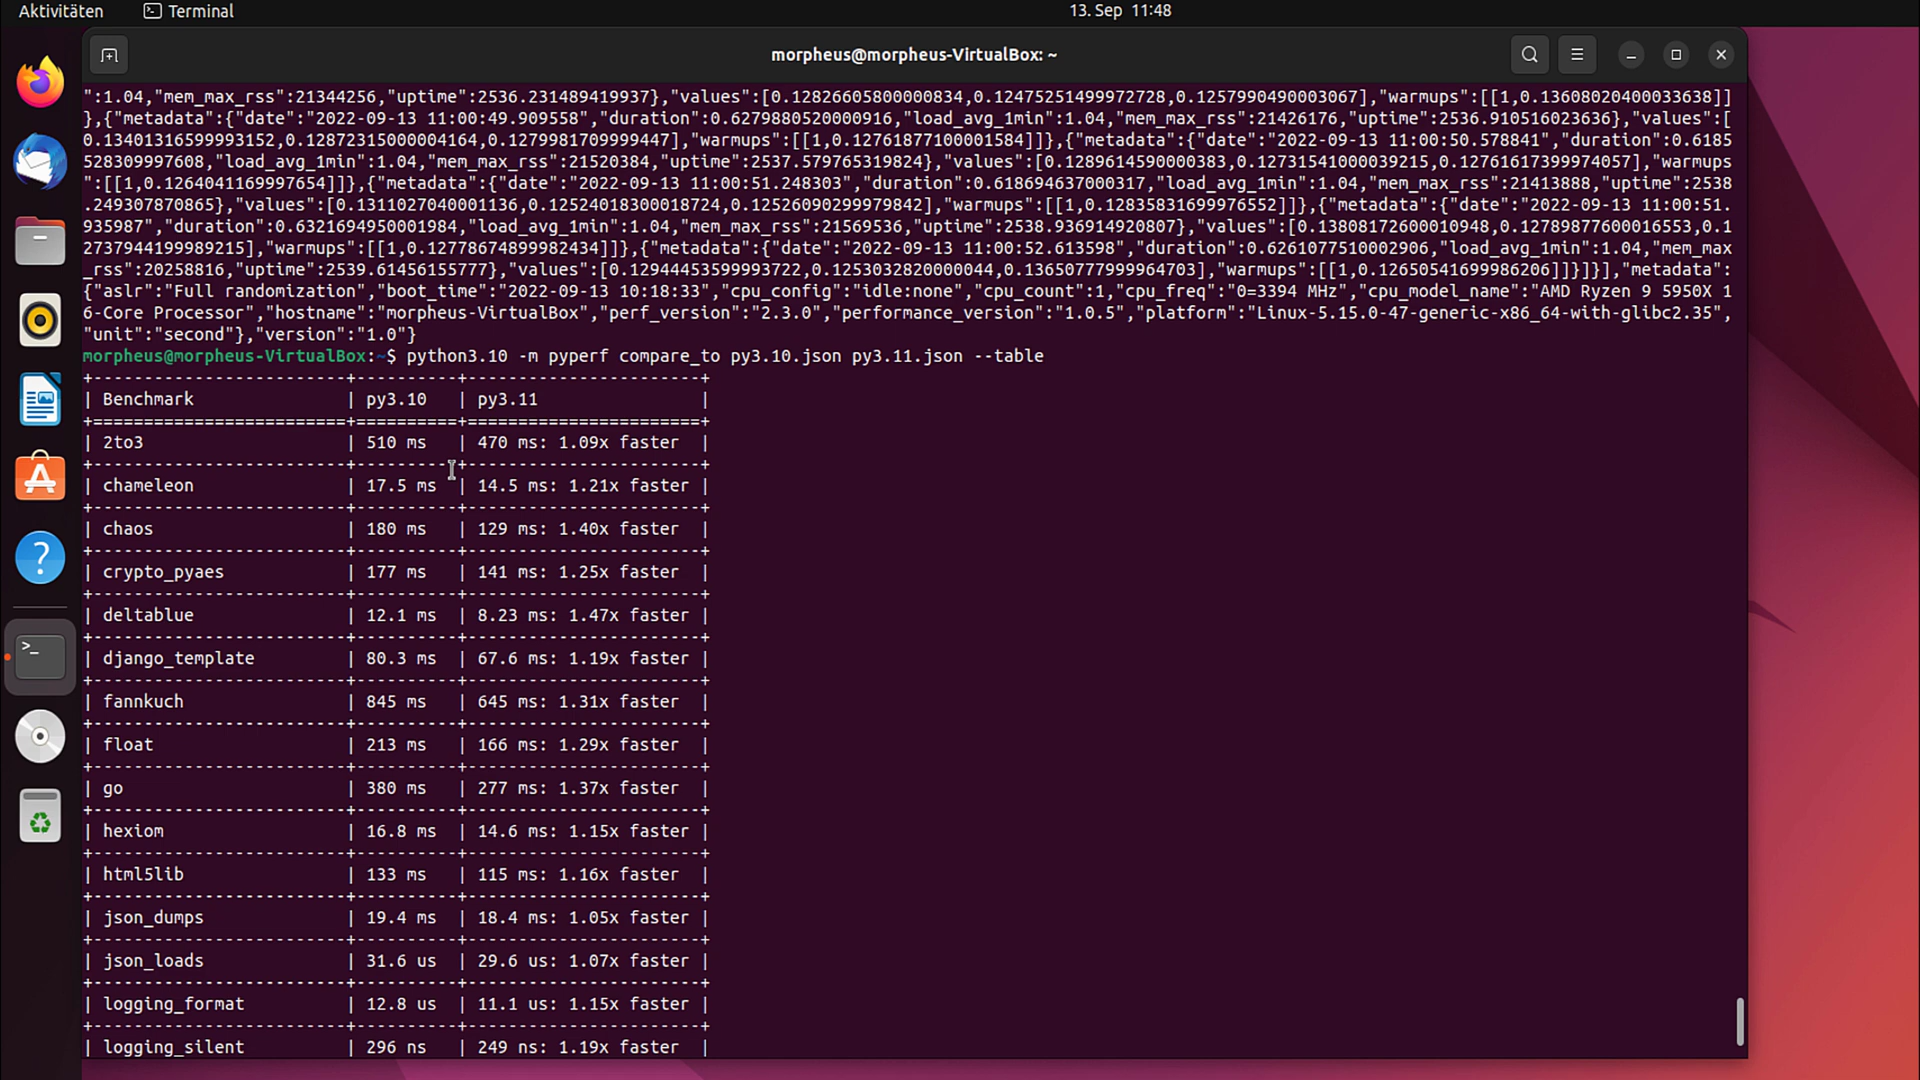 Aktivitäten
Terminal
13. Sep 11:48
morpheus@morpheus-VirtualBox: ~
":1.04,"mem_max_rss":21344256,"uptime":2536.231489419937},"values":[0.12826605800000834,0.12475251499972728,0.1257990490003067],"warmups":[[1,0.13608020400033638]]
},{"metadata":{"date":"2022-09-13 11:00:49.909558","duration":0.6279880520000916,"load_avg_1min":1.04,"mem_max_rss":21426176,"uptime":2536.910516023636},"values":[
0.13401316599993152,0.12872315000004164,0.1279981709999447],"warmups":[[1,0.12761877100001584]]},{"metadata":{"date":"2022-09-13 11:00:50.578841","duration":0.6185
528309997608,"load_avg_1min":1.04,"mem_max_rss":21520384,"uptime":2537.579765319824},"values":[0.1289614590000383,0.12731541000039215,0.12761617399974057],"warmups
":[[1,0.1264041169997654]]},{"metadata":{"date":"2022-09-13 11:00:51.248303","duration":0.618694637000317,"load_avg_1min":1.04,"mem_max_rss":21413888,"uptime":2538
.249307870865},"values":[0.1311027040001136,0.12524018300018724,0.12526090299979842],"warmups":[[1,0.12835831699976552]]},{"metadata":{"date":"2022-09-13 11:00:51.
935987","duration":0.6321694950001984,"load_avg_1min":1.04,"mem_max_rss":21569536,"uptime":2538.936914920807},"values":[0.13808172600010948,0.12789877600016553,0.1
2737944199989215],"warmups":[[1,0.12778674899982434]]},{"metadata":{"date":"2022-09-13 11:00:52.613598","duration":0.6261077510002906,"load_avg_1min":1.04,"mem_max
_rss":20258816,"uptime":2539.61456155777},"values":[0.12944453599993722,0.1253032820000044,0.13650777999964703],"warmups":[[1,0.12650541699986206]]}]}],"metadata":
{"aslr":"Full randomization","boot_time":"2022-09-13 10:18:33","cpu_config":"idle:none","cpu_count":1,"cpu_freq":"0=3394 MHz","cpu_model_name":"AMD Ryzen 9 5950X 1
6-Core Processor","hostname":"morpheus-VirtualBox","perf_version":"2.3.0","performance_version":"1.0.5","platform":"Linux-5.15.0-47-generic-x86_64-with-glibc2.35",
"unit":"second"},"version":"1.0"}
morpheus@morpheus-VirtualBox:~$ python3.10 -m pyperf compare_to py3.10.json py3.11.json --table
| Benchmark | py3.10 | py3.11 |
| 2to3 | 510 ms | 470 ms: 1.09x faster |
| chameleon | 17.5 ms | 14.5 ms: 1.21x faster |
| chaos | 180 ms | 129 ms: 1.40x faster |
| crypto_pyaes | 177 ms | 141 ms: 1.25x faster |
| deltablue | 12.1 ms | 8.23 ms: 1.47x faster |
| django_template | 80.3 ms | 67.6 ms: 1.19x faster |
| fannkuch | 845 ms | 645 ms: 1.31x faster |
| float | 213 ms | 166 ms: 1.29x faster |
| go | 380 ms | 277 ms: 1.37x faster |
| hexiom | 16.8 ms | 14.6 ms: 1.15x faster |
| html5lib | 133 ms | 115 ms: 1.16x faster |
| json_dumps | 19.4 ms | 18.4 ms: 1.05x faster |
| json_loads | 31.6 us | 29.6 us: 1.07x faster |
| logging_format | 12.8 us | 11.1 us: 1.15x faster |
| logging_silent | 296 ns | 249 ns: 1.19x faster |